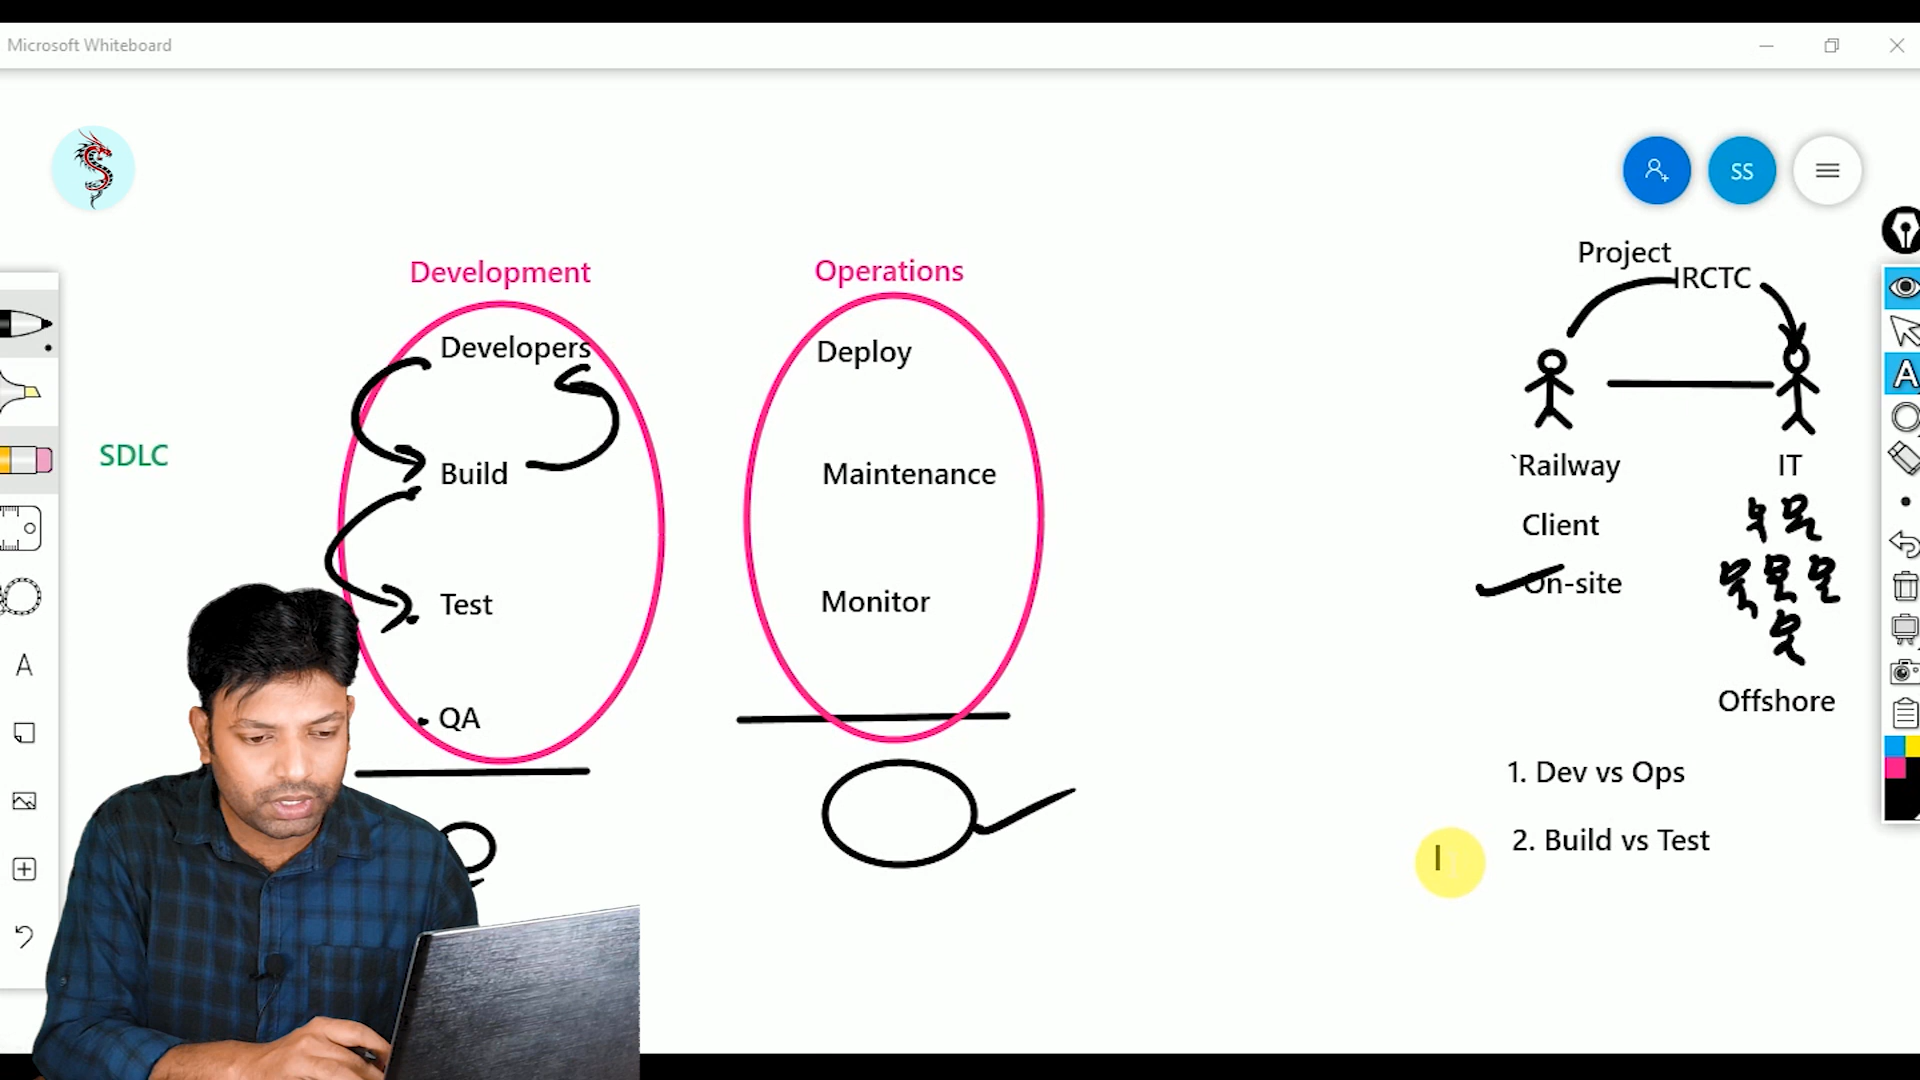 Microsoft Whiteboard
SS
Project
IRCTC
Development
Operations
Developers
Deploy
SDLC
Build
Maintenance
`Railway
IT
Client
On-site
Test
Monitor
QA
Offshore
1. Dev vs Ops
2. Build vs Test
A
A